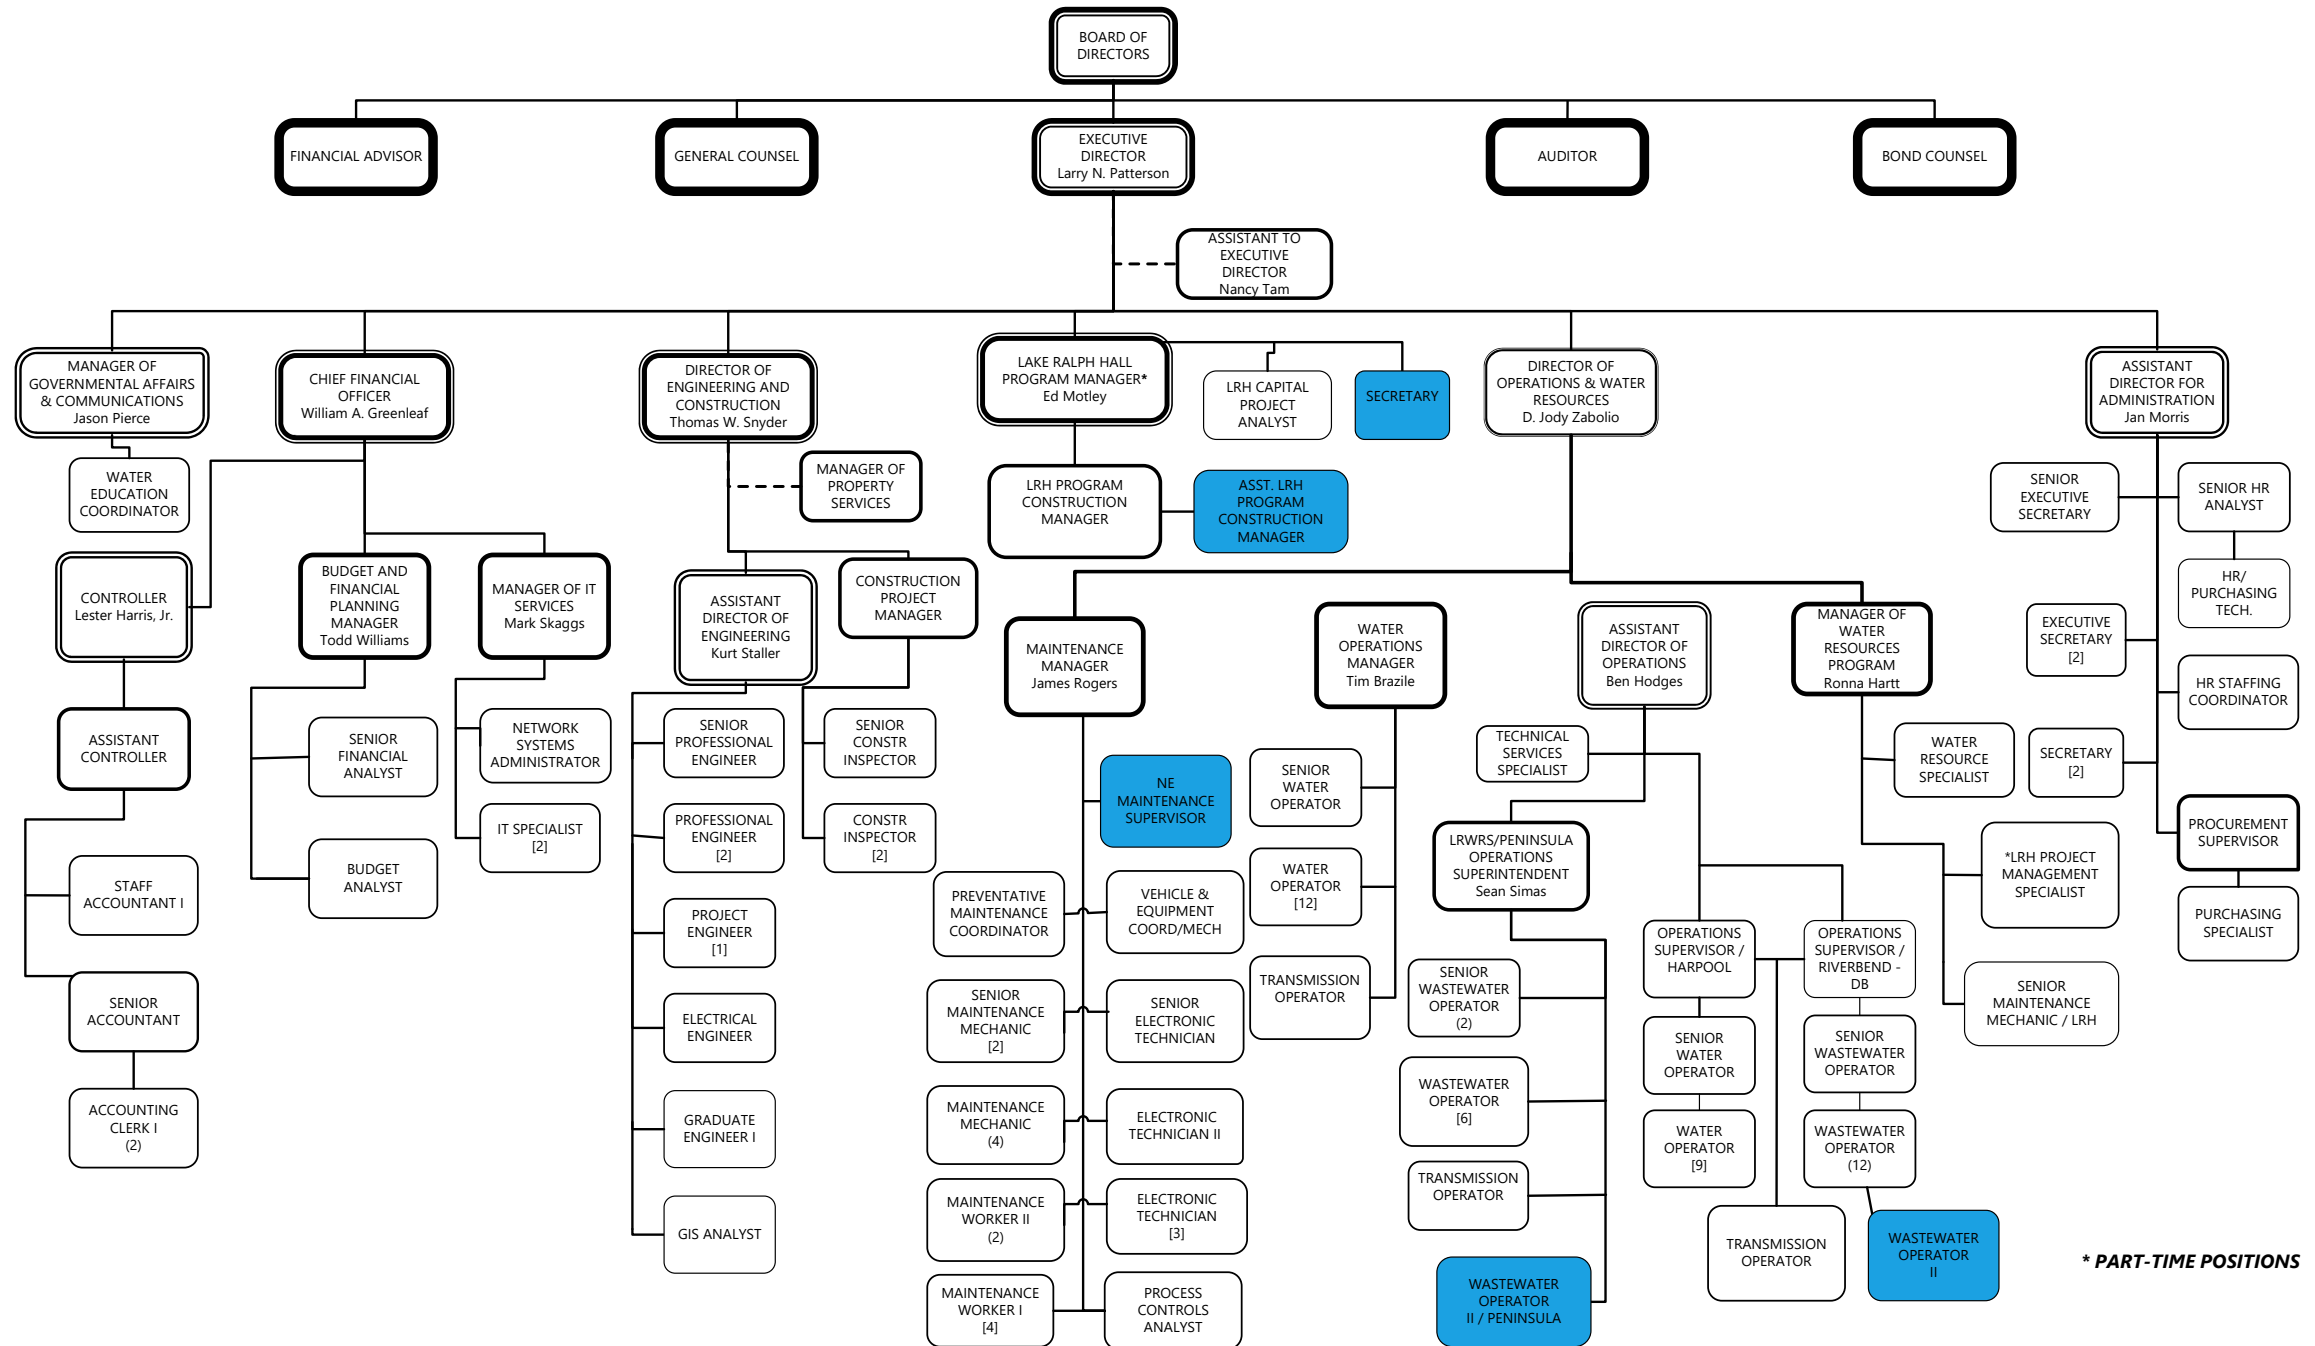 BOARD OF
DIRECTORS
FINANCIAL ADVISOR
GENERAL COUNSEL
EXECUTIVE
DIRECTOR
Larry N. Patterson
AUDITOR
BOND COUNSEL
ASSISTANT TO
EXECUTIVE
DIRECTOR
Nancy Tam
MANAGER OF
GOVERNMENTAL AFFAIRS
& COMMUNICATIONS
Jason Pierce
CHIEF FINANCIAL
OFFICER
William A. Greenleaf
DIRECTOR OF
ENGINEERING AND
CONSTRUCTION
Thomas W. Snyder
LAKE RALPH HALL
PROGRAM MANAGER*
Ed Motley
LRH CAPITAL
PROJECT
ANALYST
SECRETARY
DIRECTOR OF
OPERATIONS & WATER
RESOURCES
D. Jody Zabolio
ASSISTANT
DIRECTOR FOR
ADMINISTRATION
Jan Morris
WATER
EDUCATION
COORDINATOR
MANAGER OF
PROPERTY
SERVICES
LRH PROGRAM
CONSTRUCTION
MANAGER
ASST. LRH
PROGRAM
CONSTRUCTION
MANAGER
SENIOR
EXECUTIVE
SECRETARY
SENIOR HR
ANALYST
HR/
PURCHASING
TECH.
CONTROLLER
Lester Harris, Jr.
BUDGET AND
FINANCIAL
PLANNING
MANAGER
Todd Williams
MANAGER OF IT
SERVICES
Mark Skaggs
ASSISTANT
DIRECTOR OF
ENGINEERING
Kurt Staller
CONSTRUCTION
PROJECT
MANAGER
MAINTENANCE
MANAGER
James Rogers
WATER
OPERATIONS
MANAGER
Tim Brazile
ASSISTANT
DIRECTOR OF
OPERATIONS
Ben Hodges
MANAGER OF
WATER
RESOURCES
PROGRAM
Ronna Hartt
EXECUTIVE
SECRETARY
[2]
HR STAFFING
COORDINATOR
ASSISTANT
CONTROLLER
SENIOR
FINANCIAL
ANALYST
NETWORK
SYSTEMS
ADMINISTRATOR
SENIOR
PROFESSIONAL
ENGINEER
SENIOR
CONSTR
INSPECTOR
NE
MAINTENANCE
SUPERVISOR
SENIOR
WATER
OPERATOR
TECHNICAL
SERVICES
SPECIALIST
WATER
RESOURCE
SPECIALIST
SECRETARY
[2]
IT SPECIALIST
[2]
PROFESSIONAL
ENGINEER
[2]
CONSTR
INSPECTOR
[2]
LRWRS/PENINSULA
OPERATIONS
SUPERINTENDENT
Sean Simas
*LRH PROJECT
MANAGEMENT
SPECIALIST
PROCUREMENT
SUPERVISOR
STAFF
ACCOUNTANT I
BUDGET
ANALYST
PROJECT
ENGINEER
[1]
PREVENTATIVE
MAINTENANCE
COORDINATOR
VEHICLE &
EQUIPMENT
COORD/MECH
WATER
OPERATOR
[12]
OPERATIONS
SUPERVISOR /
HARPOOL
OPERATIONS
SUPERVISOR /
RIVERBEND -
DB
PURCHASING
SPECIALIST
SENIOR
ACCOUNTANT
ELECTRICAL
ENGINEER
SENIOR
MAINTENANCE
MECHANIC
[2]
SENIOR
ELECTRONIC
TECHNICIAN
TRANSMISSION
OPERATOR
SENIOR
WASTEWATER
OPERATOR
(2)
SENIOR
WATER
OPERATOR
SENIOR
WASTEWATER
OPERATOR
SENIOR
MAINTENANCE
MECHANIC / LRH
ACCOUNTING
CLERK I
(2)
GRADUATE
ENGINEER I
MAINTENANCE
MECHANIC
(4)
ELECTRONIC
TECHNICIAN II
WASTEWATER
OPERATOR
[6]
WATER
OPERATOR
[9]
WASTEWATER
OPERATOR
(12)
GIS ANALYST
MAINTENANCE
WORKER II
(2)
ELECTRONIC
TECHNICIAN
[3]
TRANSMISSION
OPERATOR
TRANSMISSION
OPERATOR
WASTEWATER
OPERATOR
II
* PART-TIME POSITIONS
MAINTENANCE
WORKER I
[4]
PROCESS
CONTROLS
ANALYST
WASTEWATER
OPERATOR
II / PENINSULA